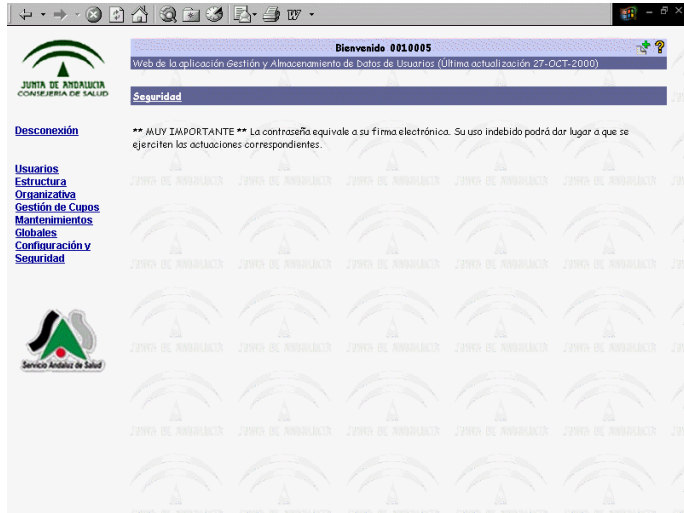 Bienvenido 0010005
Web de la aplicación Gestión y Almacenamiento de Datos de Usuarios (Última actualización 27-OCT-2000)
JUNTA DE ANDALUCIA
CONSEJERIA DE SALUD
Seguridad
Desconexión
** MUY IMPORTANTE ** La contraseña equivale a su firma electrónica. Su uso indebido podrá dar lugar a que se
ejerciten las actuaciones correspondientes.
Usuarios
Estructura
Organizativa
Gestión de Cupos
Mantenimientos
Globales
Configuración y
Seguridad
Servicio Andaluz de Salud
JUNTA DE ANDALUCIA